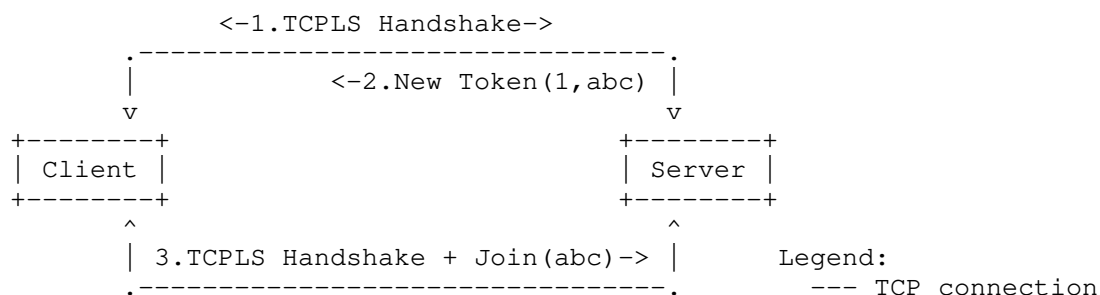 <-1.TCPLS Handshake->
.---------------------------------.
|            <-2.New Token(1,abc) |
v                                 v
+--------+                     +--------+
| Client |                     | Server |
+--------+                     +--------+
^                                 ^
| 3.TCPLS Handshake + Join(abc)-> |      Legend:
.---------------------------------.        --- TCP connection